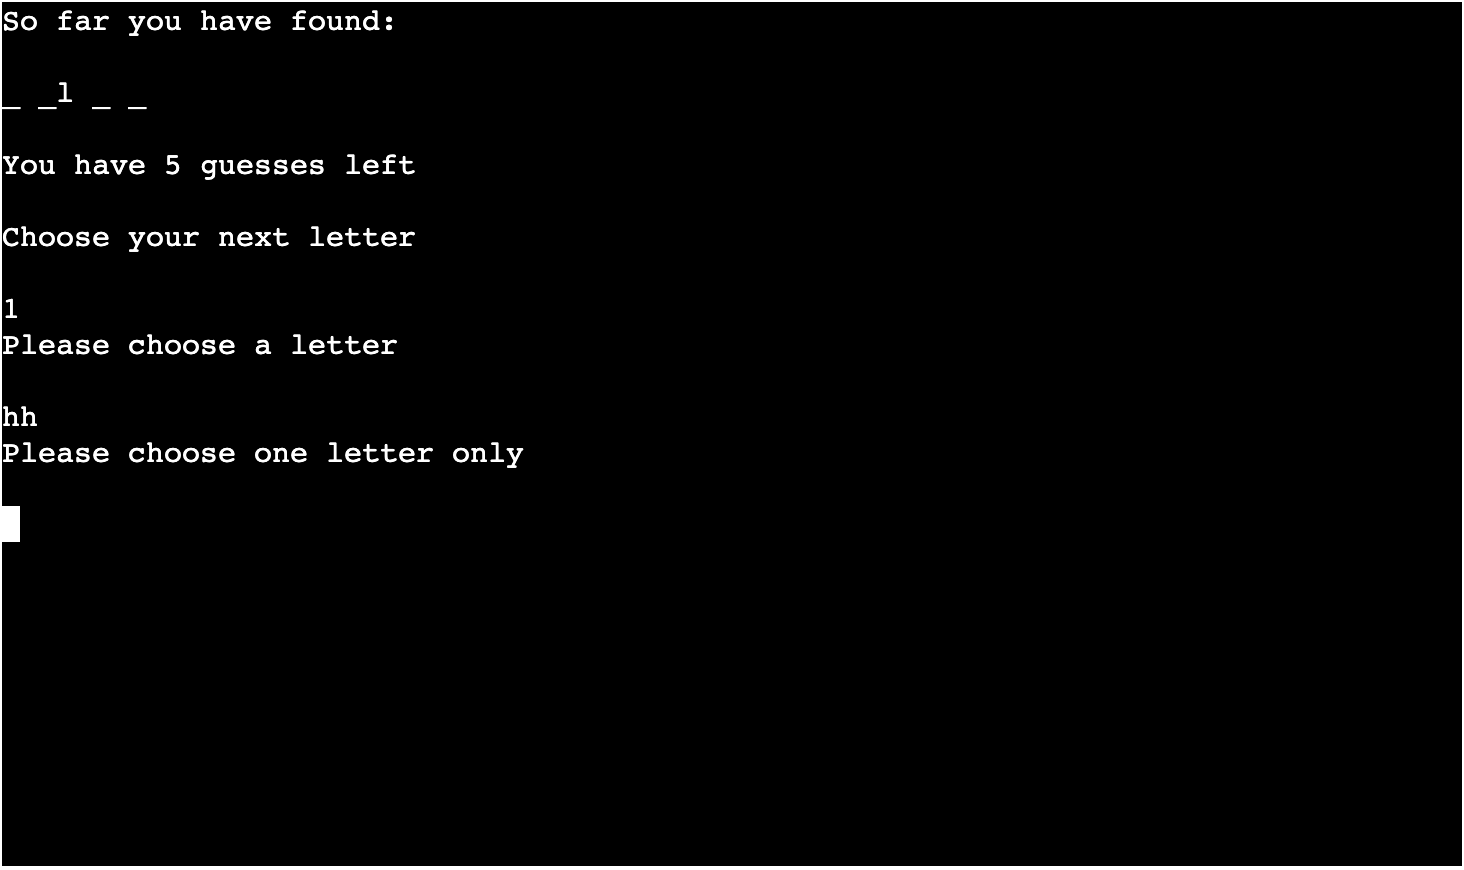 So far you have found:
_ _l _ _
You have 5 guesses left
Choose your next letter
1
Please choose a letter
hh
Please choose one letter only